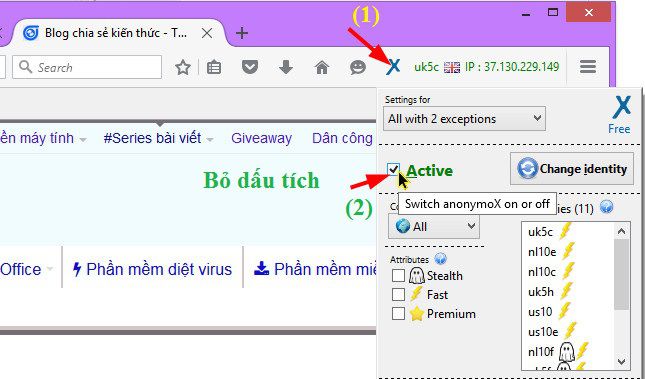 (1)
Blog chia sẻ kiến thức - T...
Search
uk5c IP : 37.130.229.149
Settings for
All with 2 exceptions
Free
ền máy tính #Series bài viết Giveaway Dân công
Bỏ dấu tích
(2)
Active
Change identity
Switch anonymoX on or off
ies (11)
All
Attributes
Stealth
Fast
Premium
uk5c
nl10e
nl10c
uk5h
us10
us10e
nl10f
Office Phần mềm diệt virus Phần mềm miễ